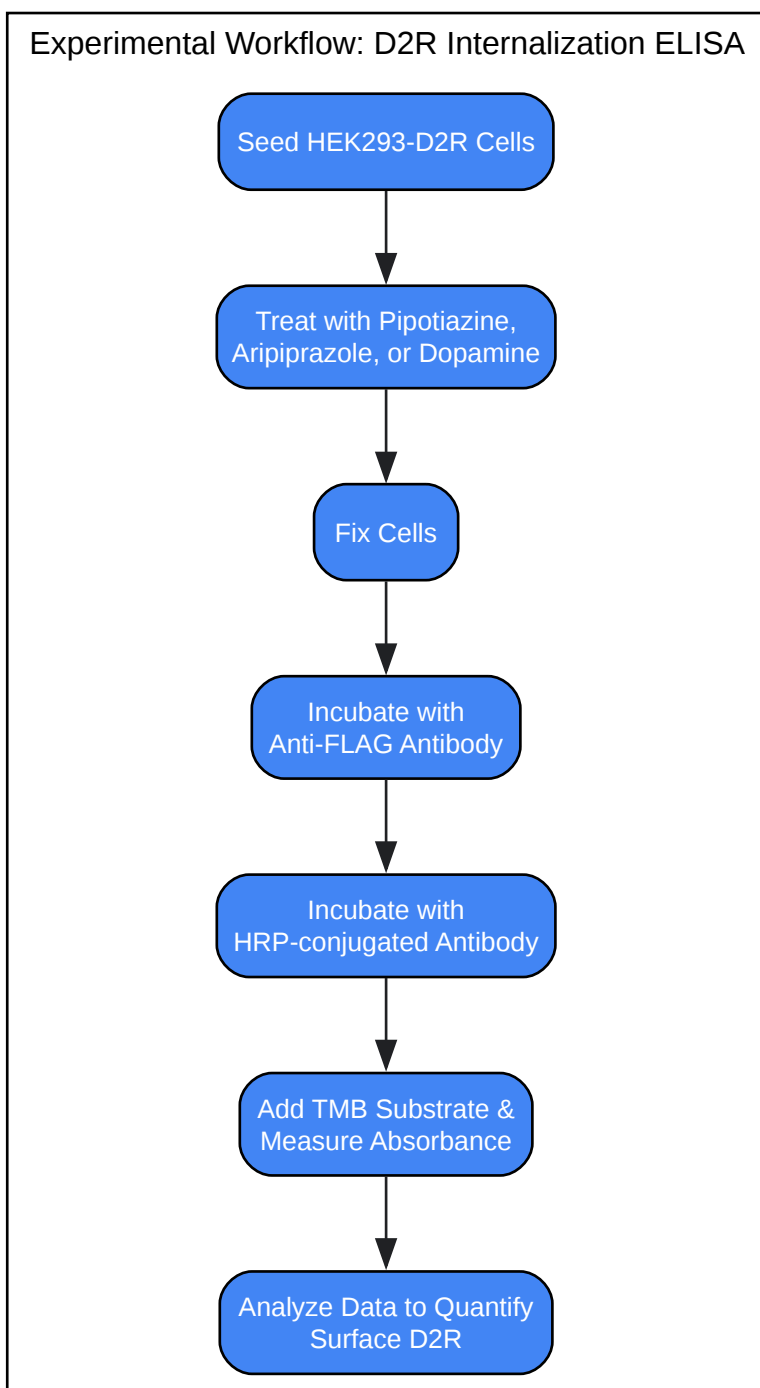 Experimental Workflow: D2R Internalization ELISA
Seed HEK293-D2R Cells
Treat with Pipotiazine,
Aripiprazole, or Dopamine
Fix Cells
Incubate with
Anti-FLAG Antibody
Incubate with
HRP-conjugated Antibody
Add TMB Substrate &
Measure Absorbance
Analyze Data to Quantify
Surface D2R